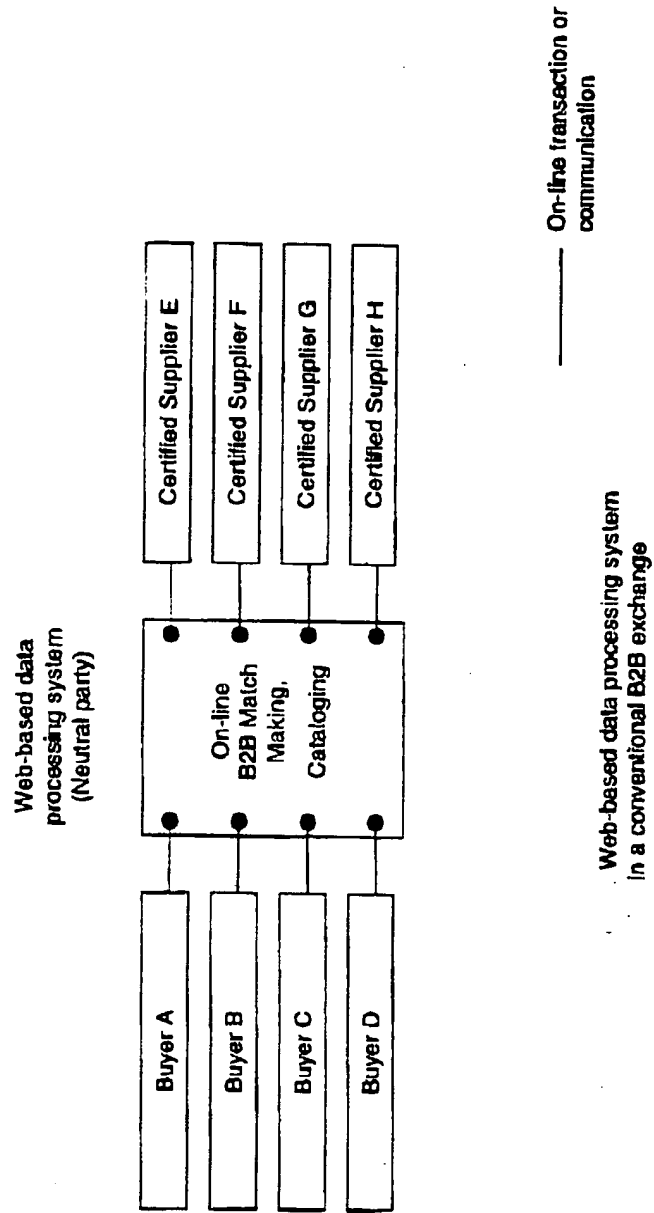 Web-based data
processing system
(Neutral party)
Buyer A
Buyer B
Buyer C
Buyer D
On-line
B2B Match
Making,
Cataloging
Certified Supplier E
Certified Supplier F
Certified Supplier G
Certified Supplier H
On-line transaction or
communication
Web-based data processing system
in a conventional B2B exchange